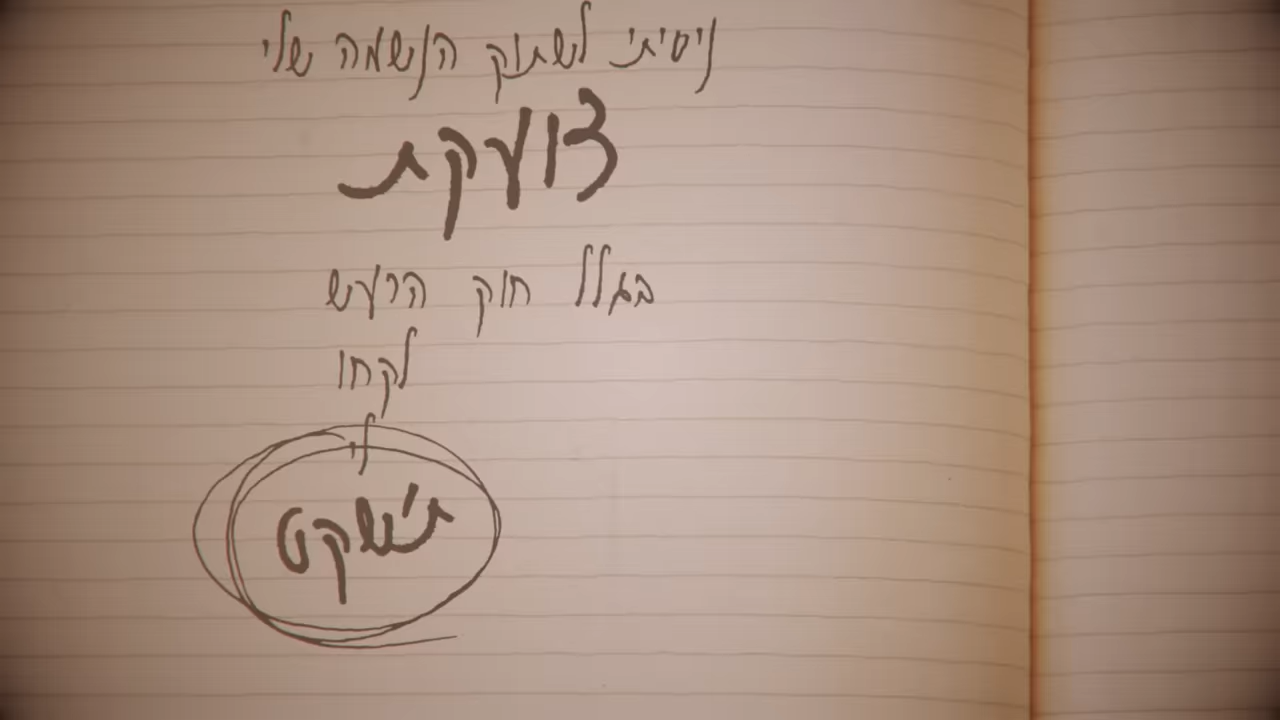 ניסיתי לשתוק הנשמה שלי
צועקת
בגלל חוק הרעש
לקחו
לי
ת'שקט